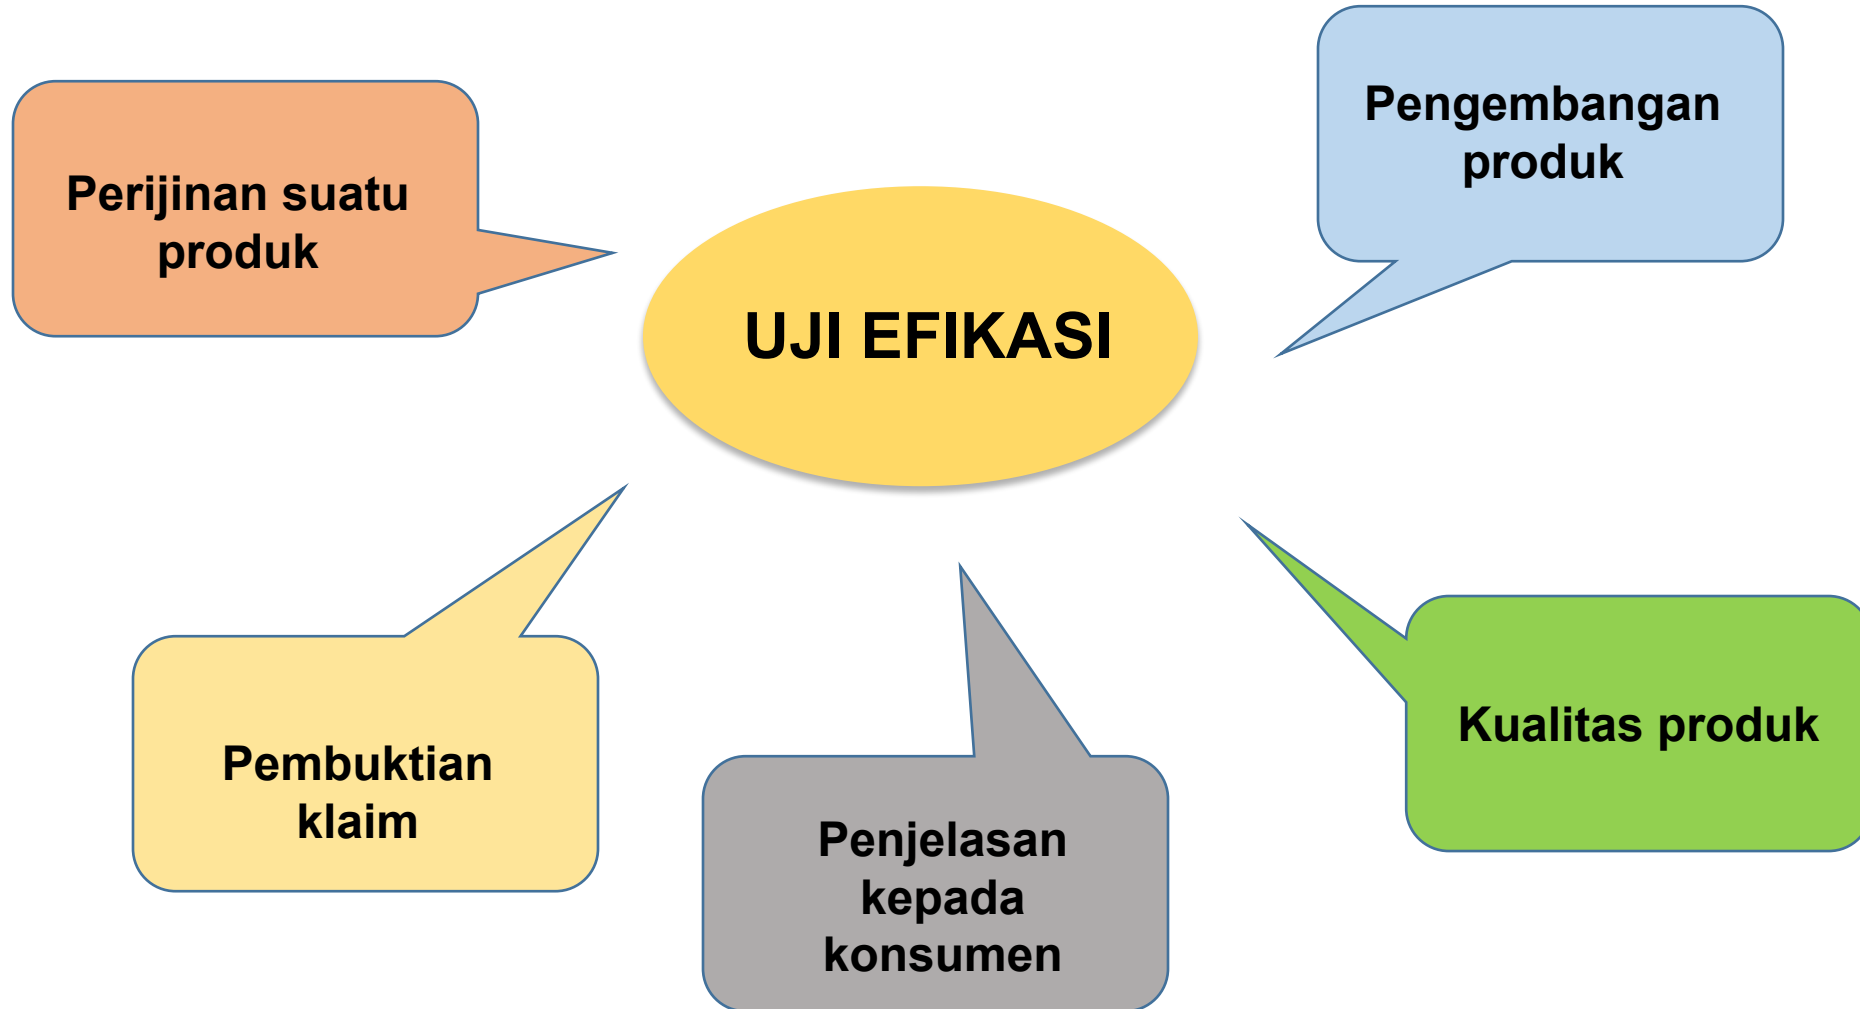 Perijinan suatu
produk
UJI EFIKASI
Pengembangan
produk
Pembuktian
klaim
Penjelasan
kepada
konsumen
Kualitas produk